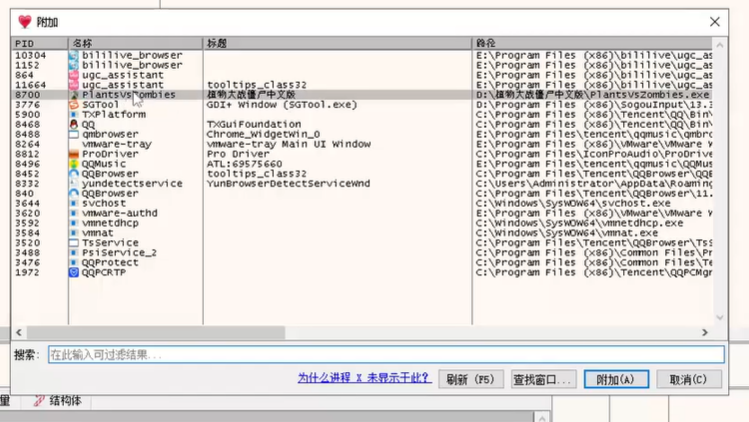 附加
PID 名称 标题 路径
10304 bililive_browser E:\Program Files (x86)\bililive\ugc_a
1152 bililive_browser E:\Program Files (x86)\bililive\ugc_a
864 ugc_assistant E:\Program Files (x86)\bililive\ugc_a
11664 ugc_assistant tooltips_class32 E:\Program Files (x86)\bililive\ugc_a
8700 PlantsVsZombies 植物大战僵尸中文版 D:\植物大战僵尸中文版\PlantsVsZombies.exe
3776 SGTool GDI+ Window (SGTool.exe) C:\Program Files (x86)\SogouInput\13.3
5900 TXPlatform E:\Program Files (x86)\Tencent\QQ\Bin\
8468 QQ TXGuiFoundation E:\Program Files (x86)\Tencent\QQ\Bin\
8488 qmbrowser Chrome_WidgetWin_0 E:\Program Files\tencent\qqmusic\qmbro
8264 vmware-tray vmware-tray Main UI Window E:\Program Files (x86)\VMware\VMware W
8812 ProDriver Pro Driver C:\Program Files\IconProAudio\ProDrive
8496 QQMusic ATL:69575660 E:\Program Files\tencent\qqmusic\QQMus
8452 QQBrowser tooltips_class32 C:\Program Files\Tencent\QQBrowser\QQB
8332 yundetectservice YunBrowserDetectServiceWnd C:\Users\Administrator\AppData\Roaming
840 QQBrowser C:\Program Files\Tencent\QQBrowser\11.
3644 svchost C:\Windows\SysWOW64\svchost.exe
3620 vmware-authd E:\Program Files (x86)\VMware\VMware W
3592 vmnetdhcp C:\Windows\SysWOW64\vmnetdhcp.exe
3584 vmnat C:\Windows\SysWOW64\vmnat.exe
3520 TsService C:\Program Files\Tencent\QQBrowser\TsS
3488 PsiService_2 C:\Program Files (x86)\Common Files\Pr
3476 QQProtect C:\Program Files (x86)\Common Files\Te
1972 QQPCRTP C:\Program Files (x86)\Tencent\QQPCMgr
搜索: 在此输入可过滤结果...
为什么进程 X 未显示于此? 刷新 (F5) 查找窗口... 附加(A) 取消(C)
量 结构体